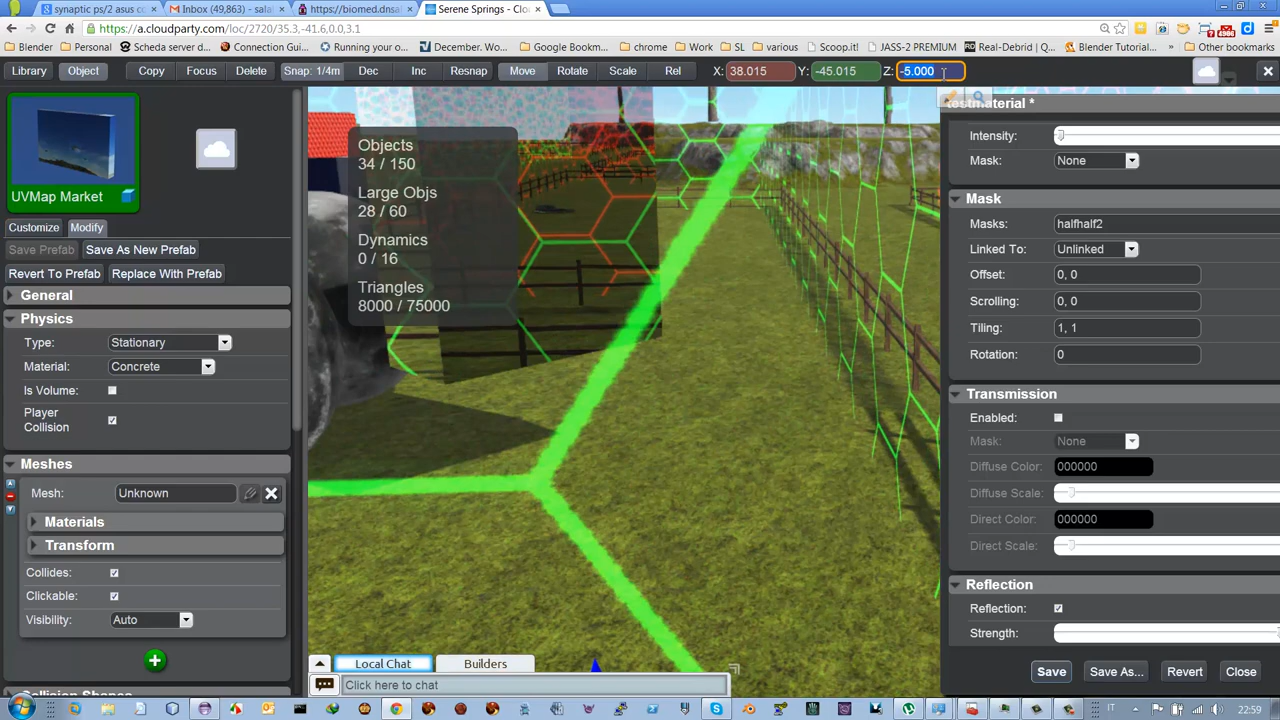 synaptic ps/2 asus co
Inbox (49,863) - sala
https://biomed.dnsal
Serene Springs - Clou
https://a.cloudparty.com/loc/2720/35.3,-41.6,0.0,3.1
Blender Personal Scheda server d... Connection Gui... Running your o... December. Wo... Google Bookm... chrome Work SL various Scoop.it! JASS-2 PREMIUM Real-Debrid | Q... Blender Tutorial... Other bookmarks
Library Object Copy Focus Delete Snap: 1/4m Dec Inc Resnap Move Rotate Scale Rel X: 38.015 Y: -45.015 Z: -5.000
UVMap Market
Customize Modify
Save Prefab Save As New Prefab
Revert To Prefab Replace With Prefab
General
Physics
Type: Stationary
Material: Concrete
Is Volume:
Player
Collision
Meshes
Mesh: Unknown
Materials
Transform
Collides:
Clickable:
Visibility: Auto
Collision Shapes
Objects
34 / 150
Large Objs
28 / 60
Dynamics
0 / 16
Triangles
8000 / 75000
Local Chat Builders
Click here to chat
testmaterial *
Intensity:
Mask: None
Mask
Masks: halfhalf2
Linked To: Unlinked
Offset: 0, 0
Scrolling: 0, 0
Tiling: 1, 1
Rotation: 0
Transmission
Enabled:
Mask: None
Diffuse Color: 000000
Diffuse Scale:
Direct Color: 000000
Direct Scale:
Reflection
Reflection:
Strength:
Save Save As... Revert Close
IT 22:59